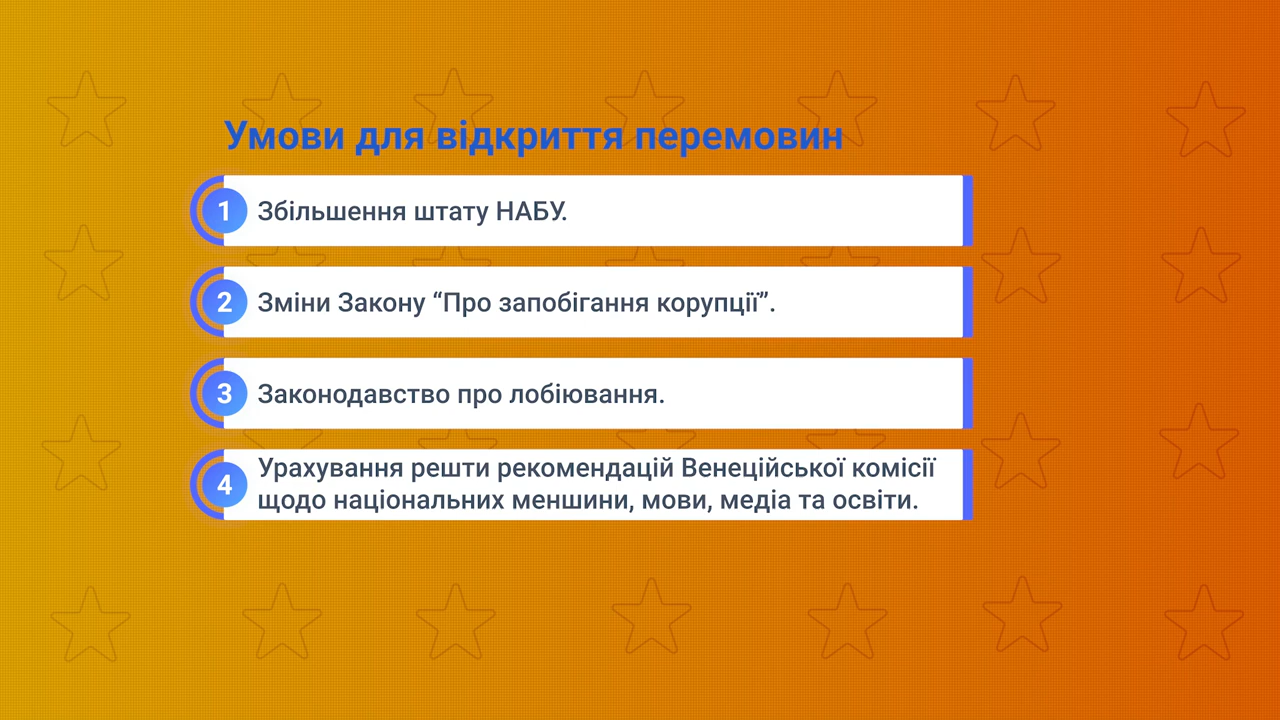 Умови для відкриття перемовин
1 Збільшення штату НАБУ.
2 Зміни Закону “Про запобігання корупції”.
3 Законодавство про лобіювання.
4 Урахування решти рекомендацій Венеційської комісії
щодо національних меншини, мови, медіа та освіти.